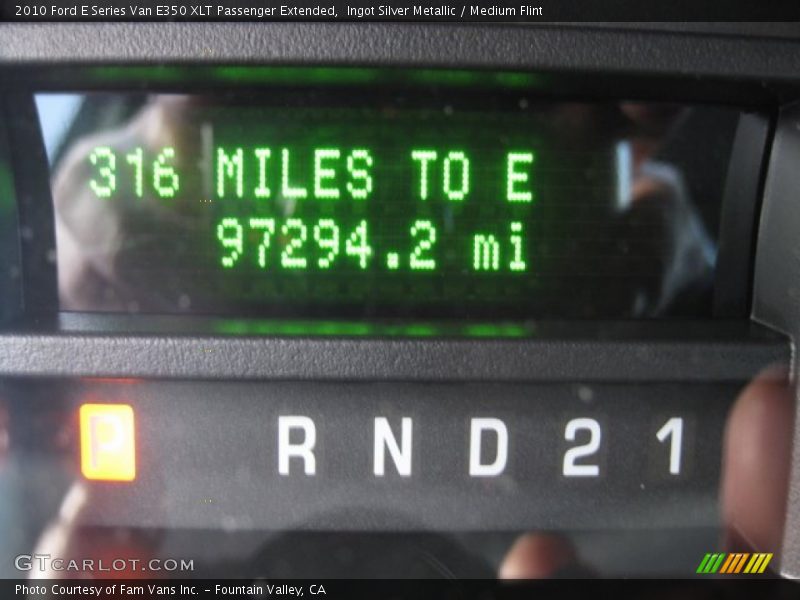 2010 Ford E Series Van E350 XLT Passenger Extended,  Ingot Silver Metallic / Medium Flint
316 MILES TO E
97294.2 mi
P R N D 2 1
GTCARLOT.COM
Photo Courtesy of Fam Vans Inc. - Fountain Valley, CA